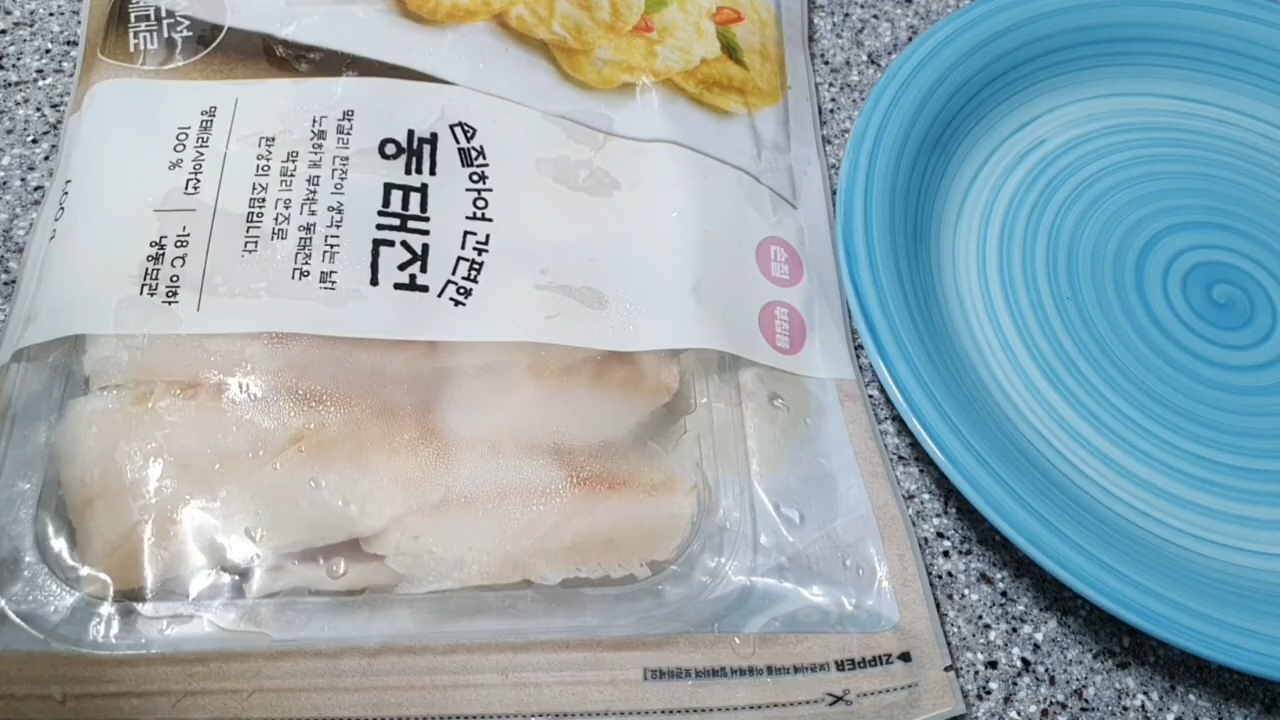 손질하여 간편한
동태전
막걸리 한잔이 생각 나는 날!
노릇하게 부쳐낸 동태전은
막걸리 안주로
환상의 조합입니다.
명태(러시아산)
100 %
-18 ℃ 이하
냉동보관
손질
부침용
ZIPPER